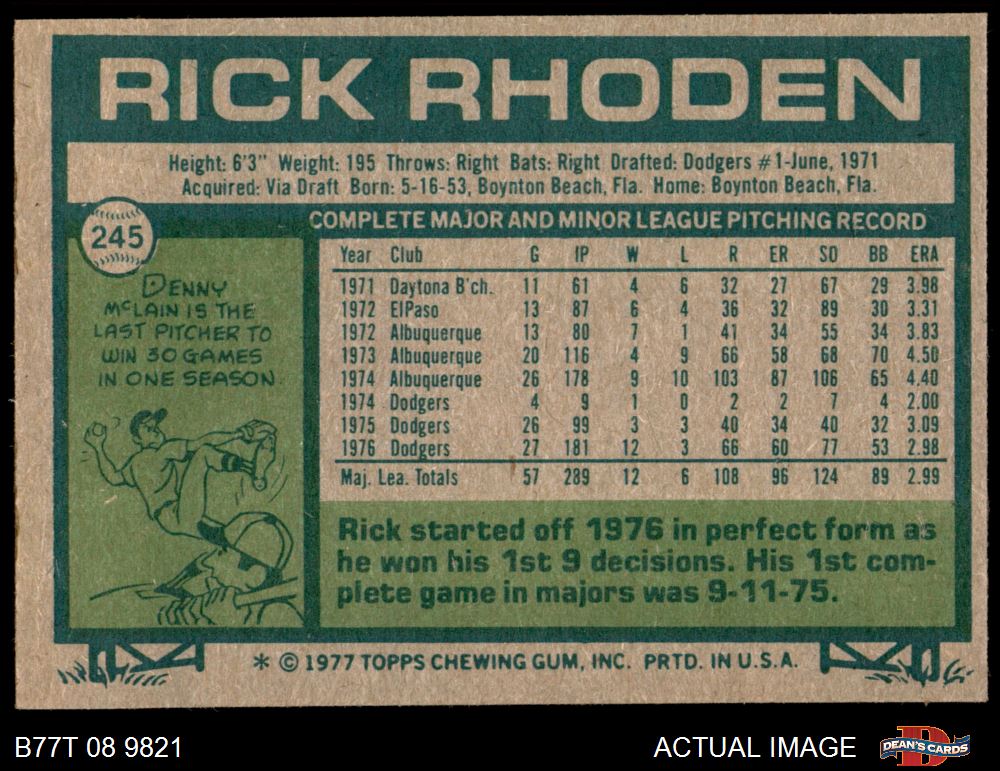 RICK RHODEN
Height: 6'3" Weight: 195 Throws: Right Bats: Right Drafted: Dodgers #1-June, 1971
Acquired: Via Draft Born: 5-16-53, Boynton Beach, Fla. Home: Boynton Beach, Fla.
245
COMPLETE MAJOR AND MINOR LEAGUE PITCHING RECORD
DENNY
McLAIN IS THE
LAST PITCHER TO
WIN 30 GAMES
IN ONE SEASON.
Year Club G IP W L R ER SO BB ERA
1971 Daytona B'ch. 11 61 4 6 32 27 67 29 3.98
1972 ElPaso 13 87 6 4 36 32 89 30 3.31
1972 Albuquerque 13 80 7 1 41 34 55 34 3.83
1973 Albuquerque 20 116 4 9 66 58 68 70 4.50
1974 Albuquerque 26 178 9 10 103 87 106 65 4.40
1974 Dodgers 4 9 1 0 2 2 7 4 2.00
1975 Dodgers 26 99 3 3 40 34 40 32 3.09
1976 Dodgers 27 181 12 3 66 60 77 53 2.98
Maj. Lea. Totals 57 289 12 6 108 96 124 89 2.99
Rick started off 1976 in perfect form as
he won his 1st 9 decisions. His 1st com-
plete game in majors was 9-11-75.
* © 1977 TOPPS CHEWING GUM, INC. PRTD. IN U.S.A.
B77T 08 9821
ACTUAL IMAGE
DEAN'S CARDS